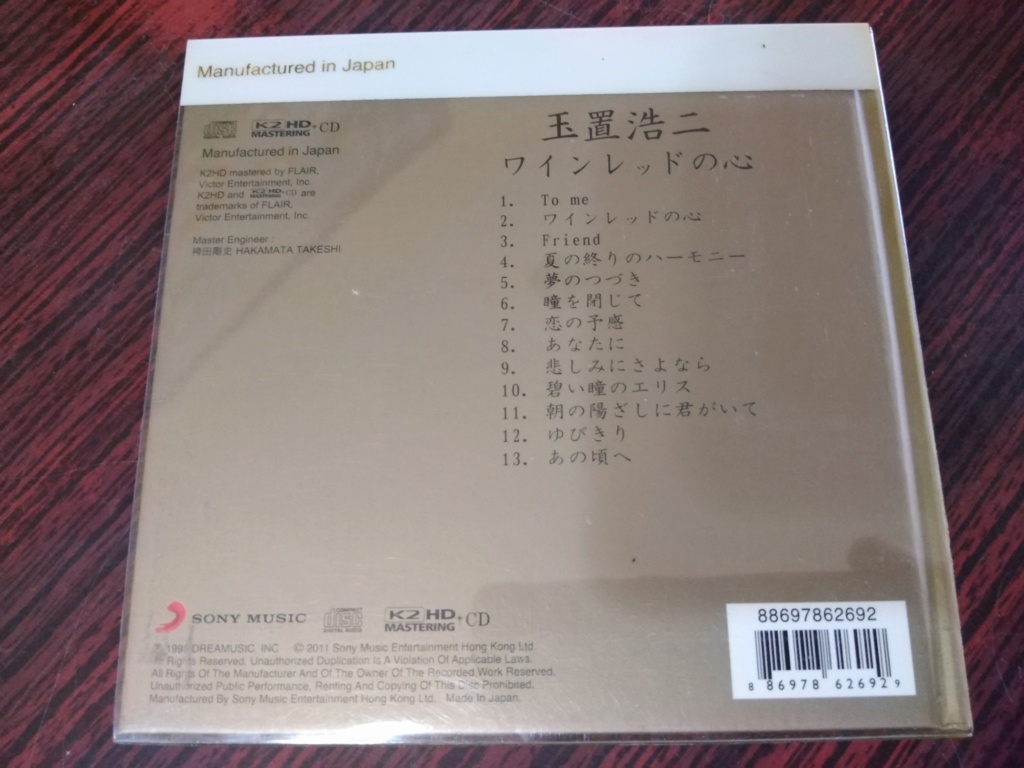 Manufactured in Japan
K2 HD MASTERING+CD
Manufactured in Japan
K2HD mastered by FLAIR,
Victor Entertainment, Inc.
K2HD and K2 HD MASTERING+CD are
trademarks of FLAIR,
Victor Entertainment, Inc.
Master Engineer :
袴田剛史 HAKAMATA TAKESHI
玉置浩二
ワインレッドの心
1. To me
2. ワインレッドの心
3. Friend
4. 夏の終りのハーモニー
5. 夢のつづき
6. 瞳を閉じて
7. 恋の予感
8. あなたに
9. 悲しみにさよなら
10. 碧い瞳のエリス
11. 朝の陽ざしに君がいて
12. ゆびきり
13. あの頃へ
SONY MUSIC
COMPACT disc DIGITAL AUDIO
K2 HD MASTERING+CD
DREAMUSIC, INC © 2011 Sony Music Entertainment Hong Kong Ltd
All Rights Reserved. Unauthorized Duplication Is A Violation Of Applicable Laws.
All Rights Of The Manufacturer And Of The Owner Of The Recorded Work Reserved.
Unauthorized Public Performance, Renting And Copying Of This Disc Prohibited.
Manufactured By Sony Music Entertainment Hong Kong Ltd. Made In Japan.
88697862692
8 86978 62692 9